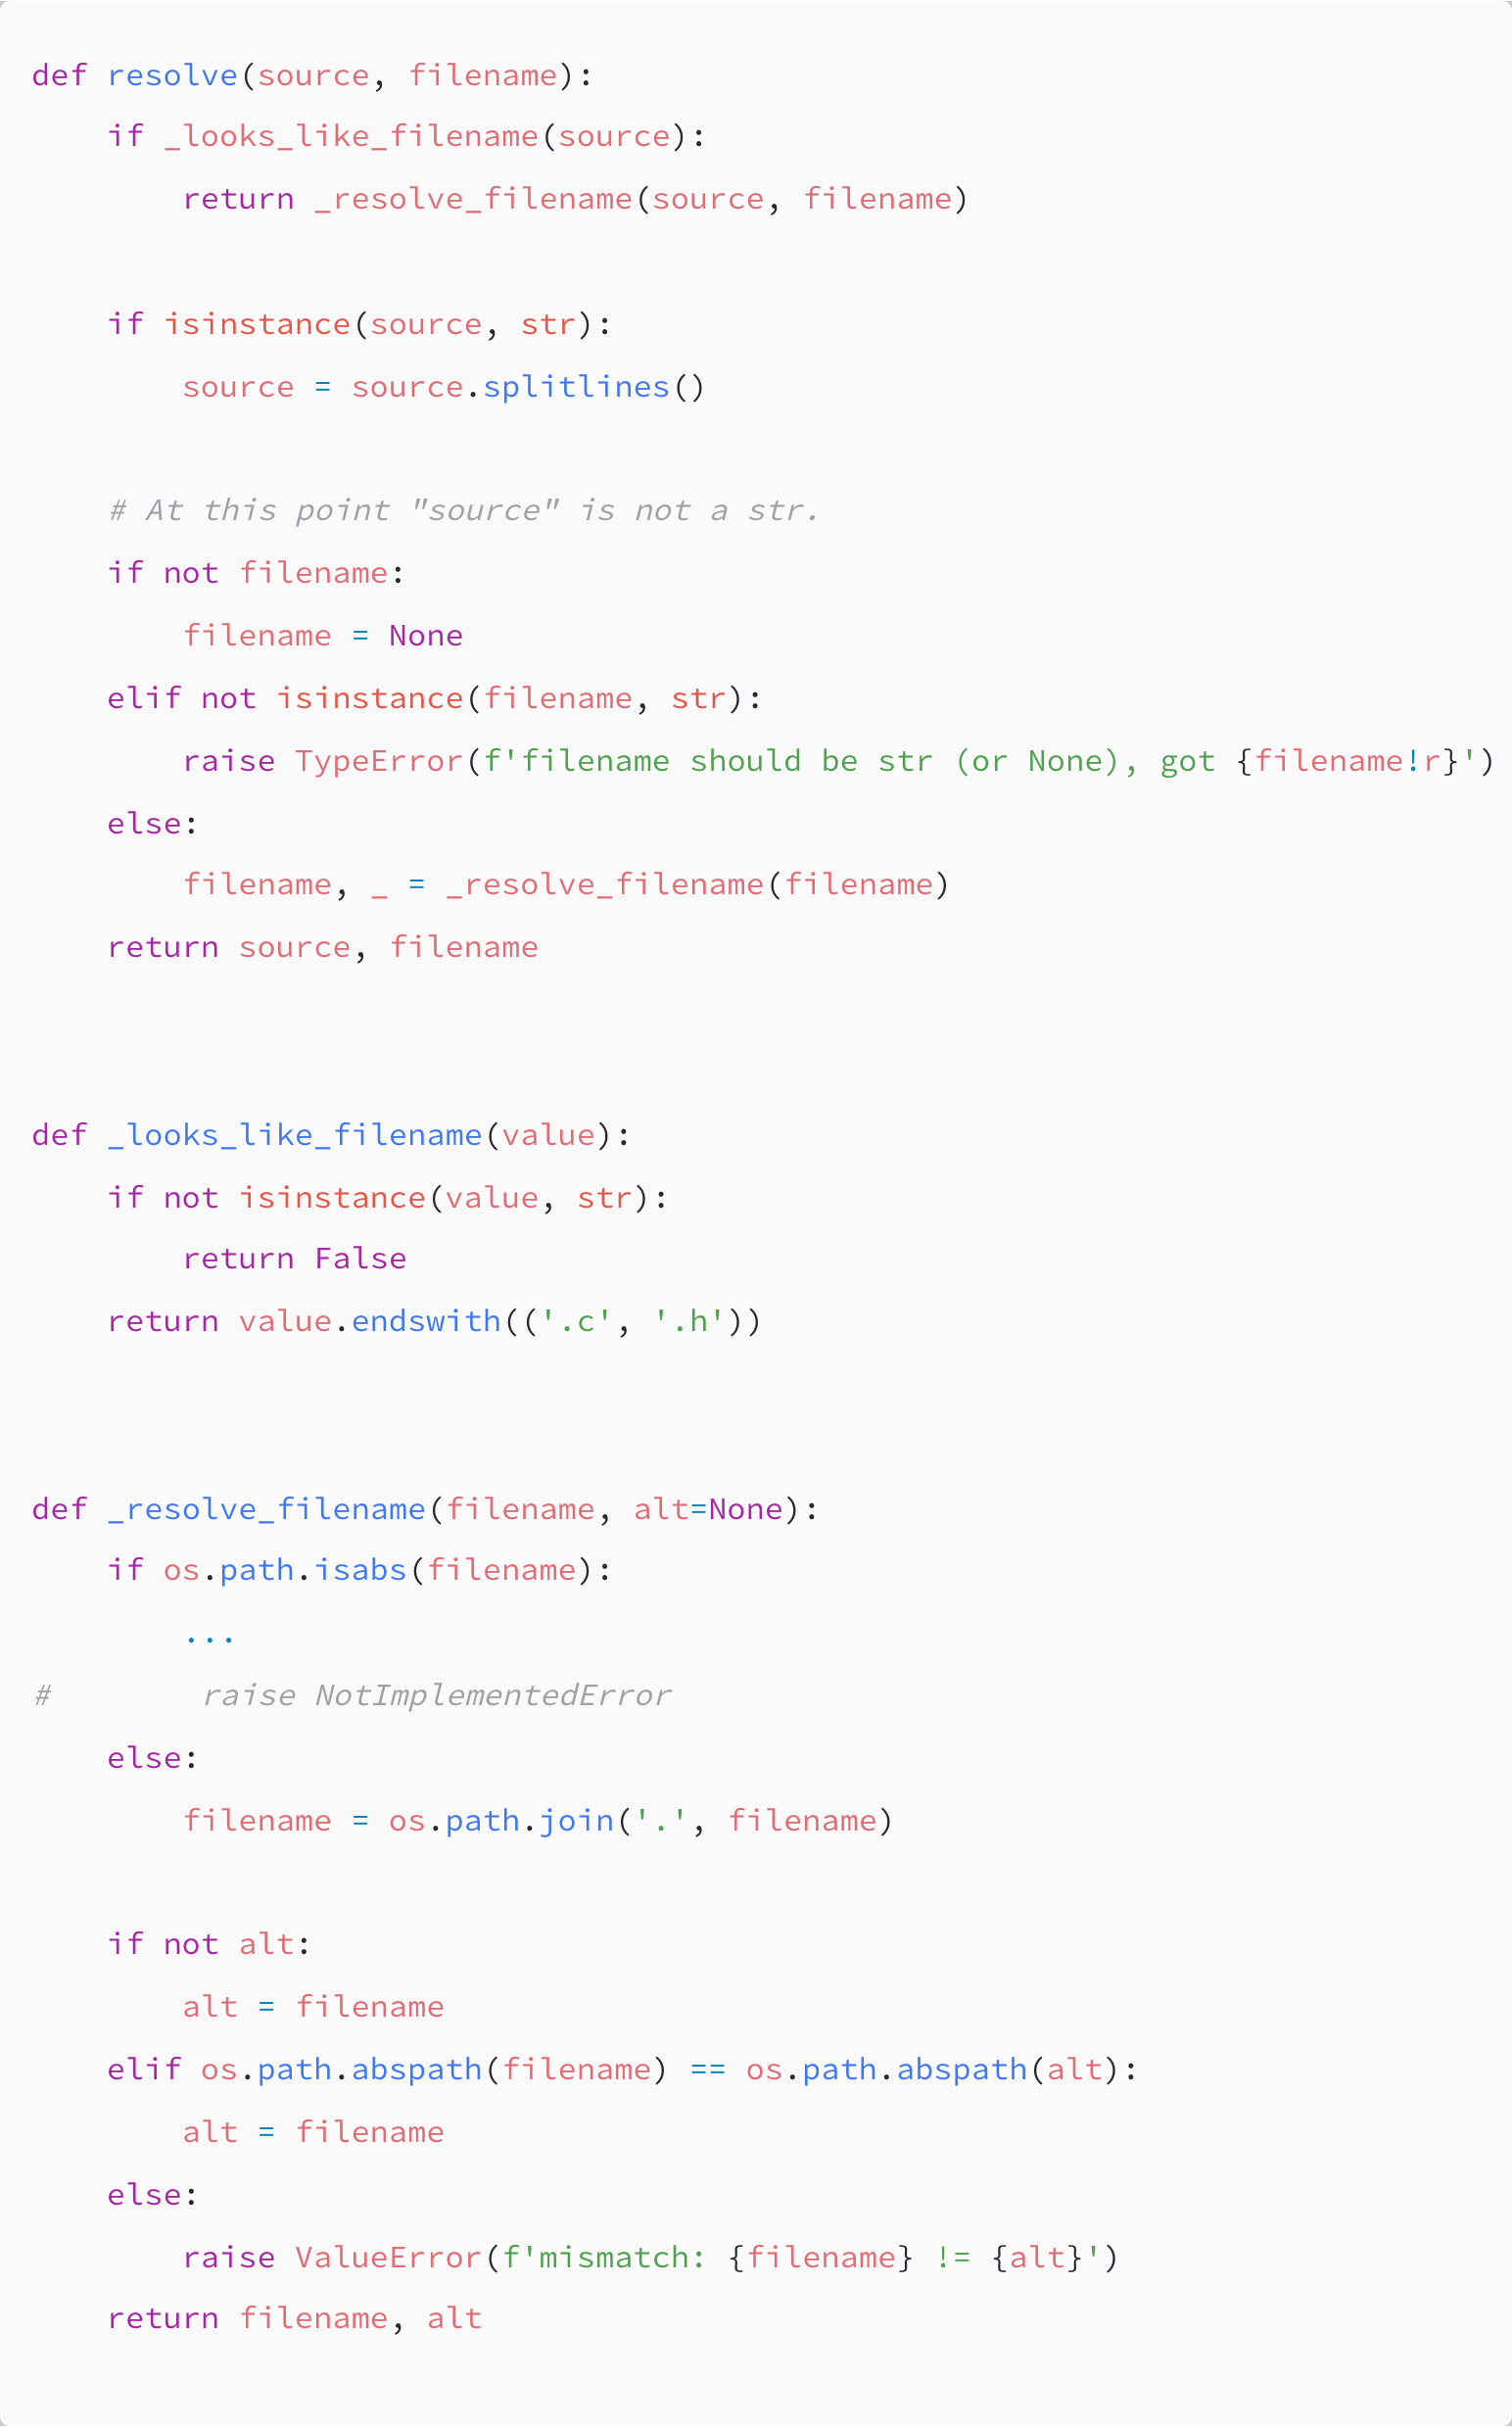 def resolve(source, filename):
    if _looks_like_filename(source):
        return _resolve_filename(source, filename)

    if isinstance(source, str):
        source = source.splitlines()

    # At this point "source" is not a str.
    if not filename:
        filename = None
    elif not isinstance(filename, str):
        raise TypeError(f'filename should be str (or None), got {filename!r}')
    else:
        filename, _ = _resolve_filename(filename)
    return source, filename


def _looks_like_filename(value):
    if not isinstance(value, str):
        return False
    return value.endswith(('.c', '.h'))


def _resolve_filename(filename, alt=None):
    if os.path.isabs(filename):
        ...
#        raise NotImplementedError
    else:
        filename = os.path.join('.', filename)

    if not alt:
        alt = filename
    elif os.path.abspath(filename) == os.path.abspath(alt):
        alt = filename
    else:
        raise ValueError(f'mismatch: {filename} != {alt}')
    return filename, alt